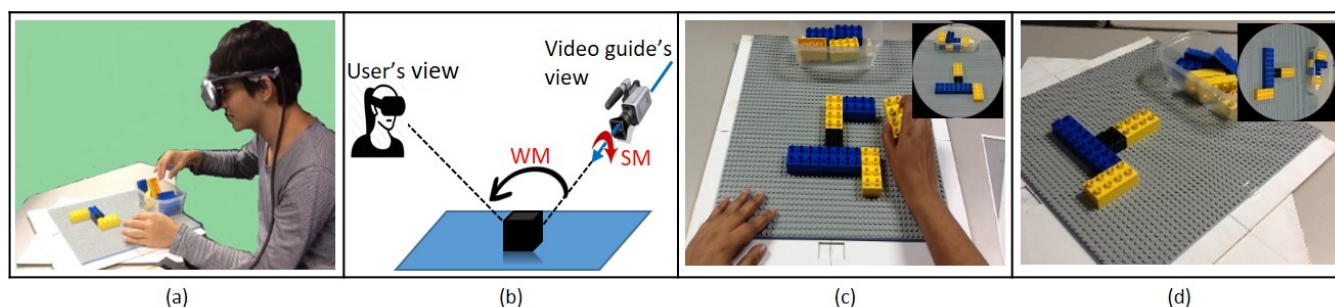 User's view
Video guide's
view
WM
SM
(a)
(b)
(c)
(d)